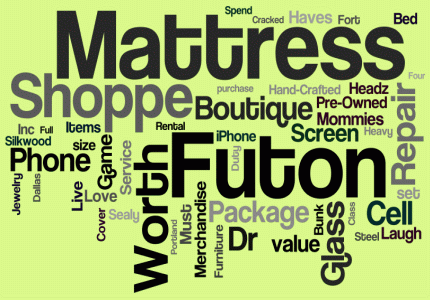 Spend
Cracked
Haves
Fort
Bed
Mattress
Four
Shoppe
purchase
Hand-Crafted
Headz
Boutique
Pre-Owned
Mommies
Repair
Inc
Full
Items
Rental
iPhone
Screen
Heavy
Silkwood
size
Phone
Game
Service
Worth
Futon
Duty
Jewelry
Dallas
Live
Love
set
Cover
Sealy
Portland
Must
Merchandise
Furniture
Package
Dr
value
Bunk
Glass
Class
Cell
Steel
Laugh